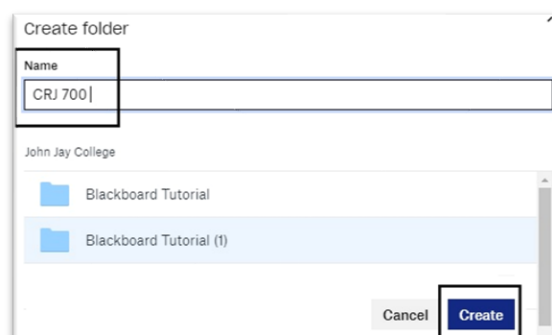 Create folder
Name
CRJ 700
John Jay College
Blackboard Tutorial
Blackboard Tutorial (1)
Cancel Create